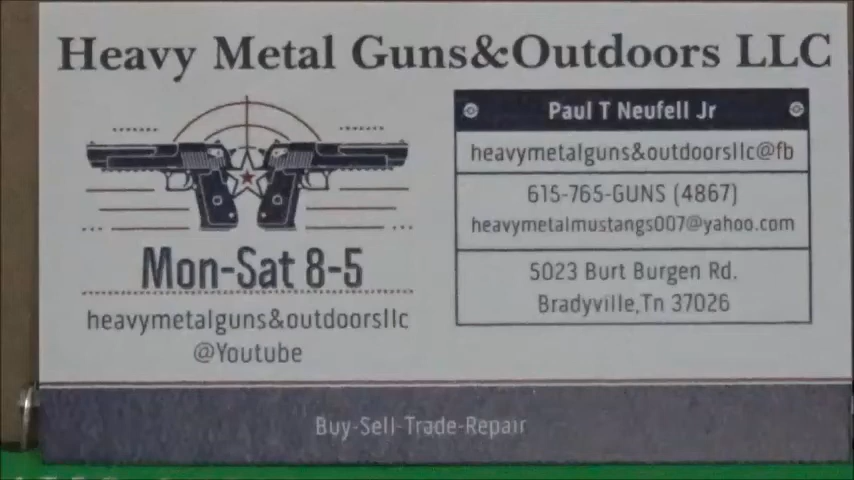 Heavy Metal Guns&Outdoors LLC
Mon-Sat 8-5
heavymetalguns&outdoorsllc
@Youtube
Paul T Neufell Jr
heavymetalguns&outdoorsllc@fb
615-765-GUNS (4867)
heavymetalmustangs007@yahoo.com
5023 Burt Burgen Rd.
Bradyville,Tn 37026
Buy-Sell-Trade-Repair